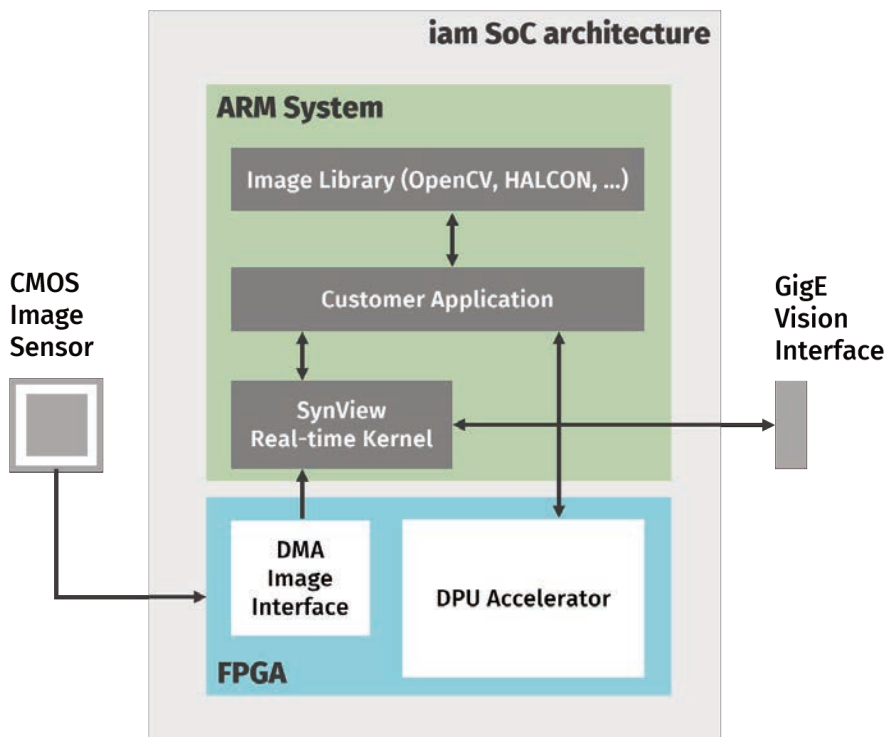 iam SoC architecture
ARM System
Image Library (OpenCV, HALCON, ...)
Customer Application
CMOS
Image
Sensor
GigE
Vision
Interface
SynView
Real-time Kernel
DMA
Image
Interface
DPU Accelerator
FPGA